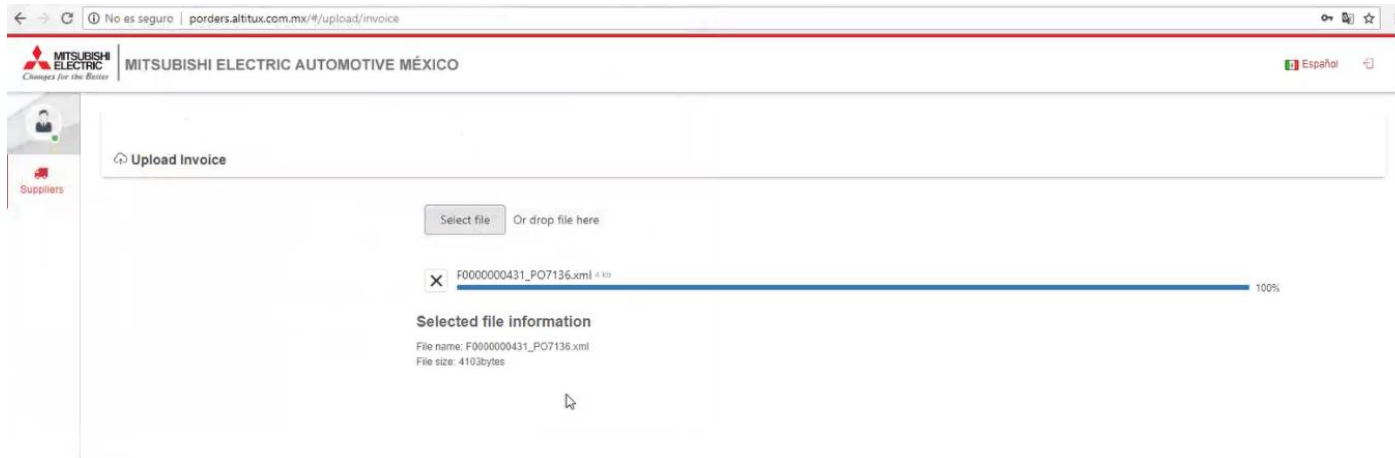 No es seguro | porders.altitux.com.mx/#/upload/invoice
MITSUBISHI ELECTRIC
Changes for the Better
MITSUBISHI ELECTRIC AUTOMOTIVE MÉXICO
Español
Upload Invoice
Suppliers
Select file Or drop file here
F0000000431_PO7136.xml 4 kb
100%
Selected file information
File name: F0000000431_PO7136.xml
File size: 4103bytes